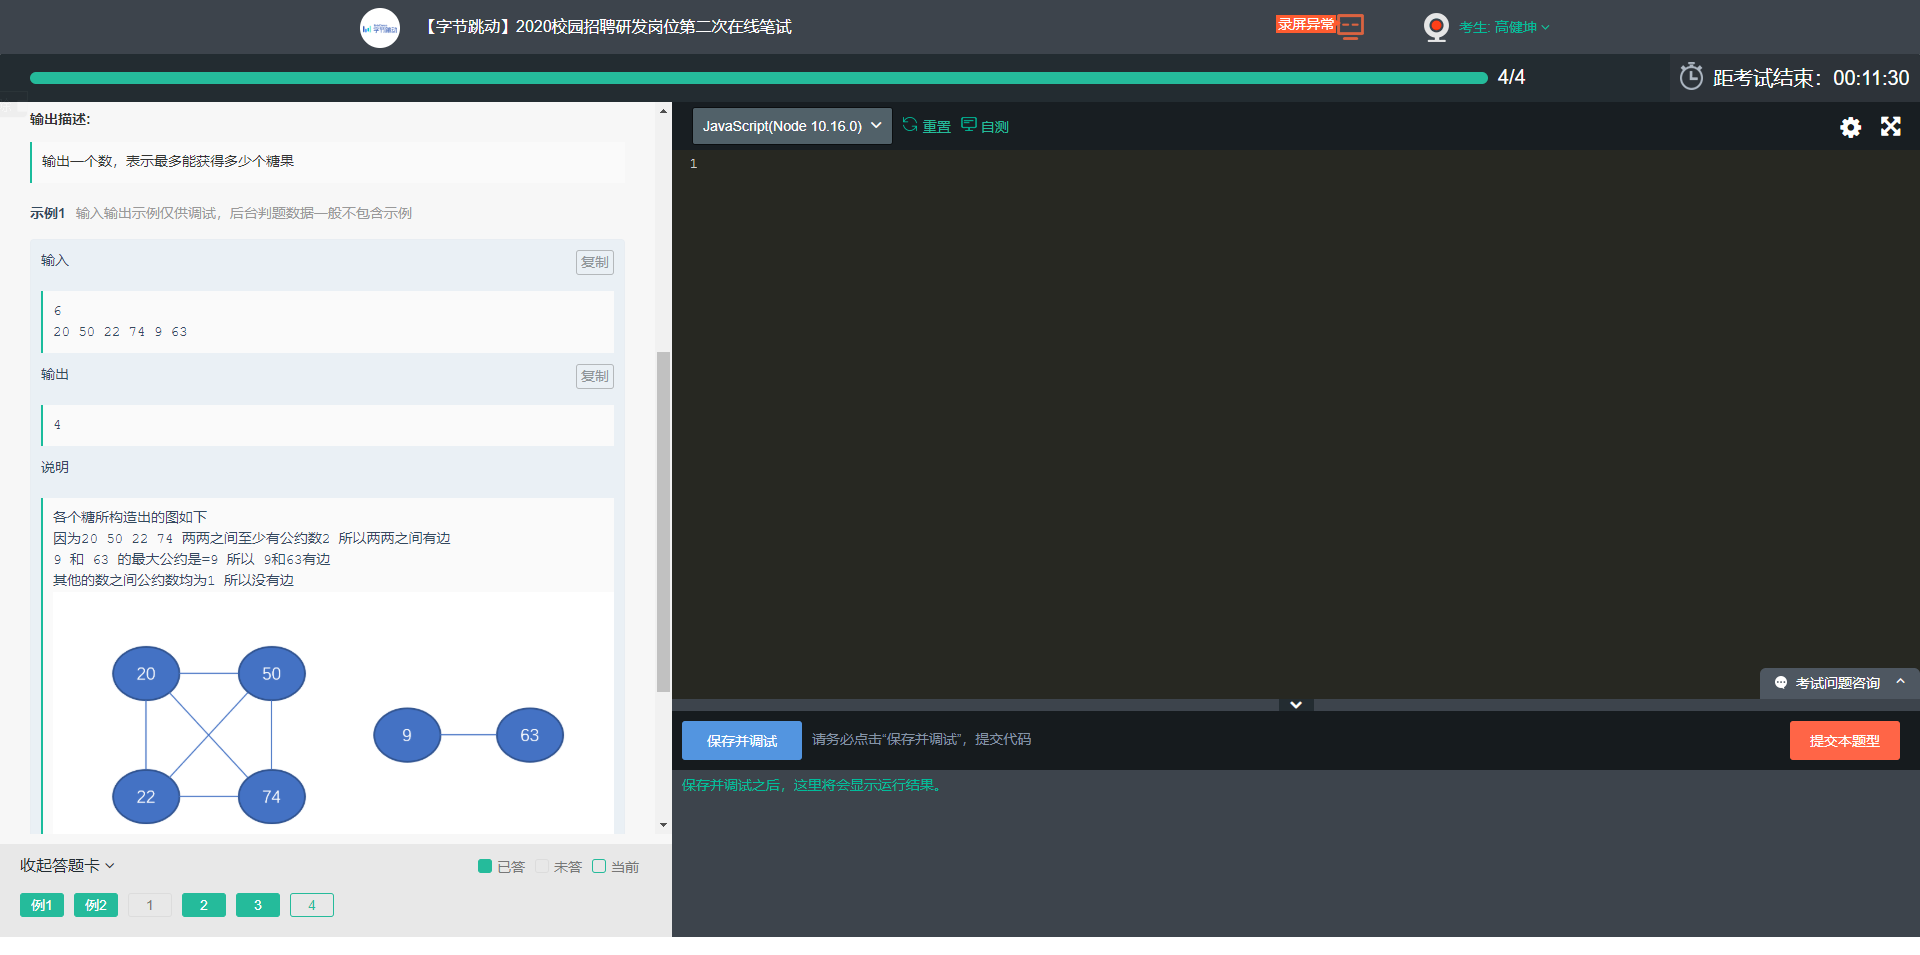 【字节跳动】2020校园招聘研发岗位第二次在线笔试
录屏异常
考生: 高健坤
4/4
距考试结束：00:11:30
输出描述:
输出一个数，表示最多能获得多少个糖果
示例1 输入输出示例仅供调试，后台判题数据一般不包含示例
输入
复制
6
20 50 22 74 9 63
输出
复制
4
说明
各个糖所构造出的图如下
因为20 50 22 74 两两之间至少有公约数2 所以两两之间有边
9 和 63 的最大公约是=9 所以 9和63有边
其他的数之间公约数均为1 所以没有边
20
50
9
63
22
74
收起答题卡
已答
未答
当前
例1
例2
1
2
3
4
JavaScript(Node 10.16.0)
重置
自测
1
考试问题咨询
保存并调试
请务必点击“保存并调试”，提交代码
提交本题型
保存并调试之后，这里将会显示运行结果。